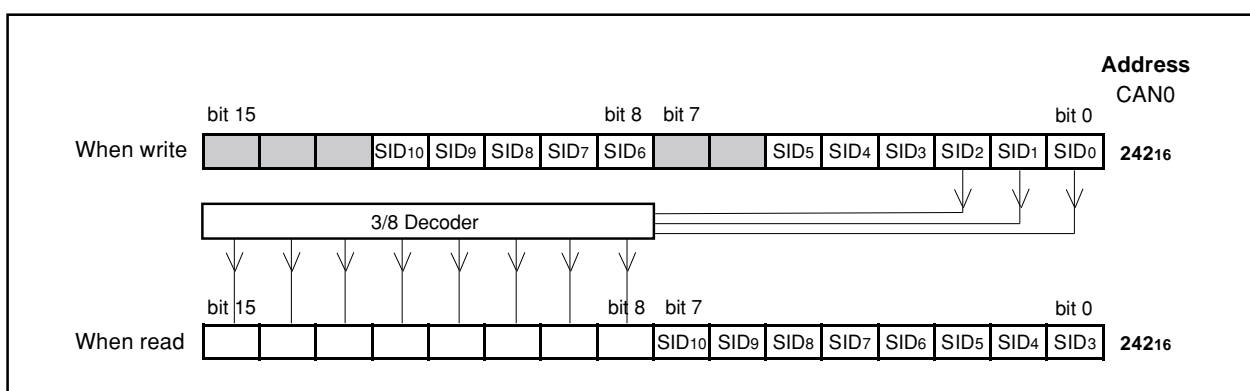 Address
CAN0
bit 15 bit 8 bit 7 bit 0
When write SID10 SID9 SID8 SID7 SID6 SID5 SID4 SID3 SID2 SID1 SID0 24216
3/8 Decoder
bit 15 bit 8 bit 7 bit 0
When read SID10 SID9 SID8 SID7 SID6 SID5 SID4 SID3 24216